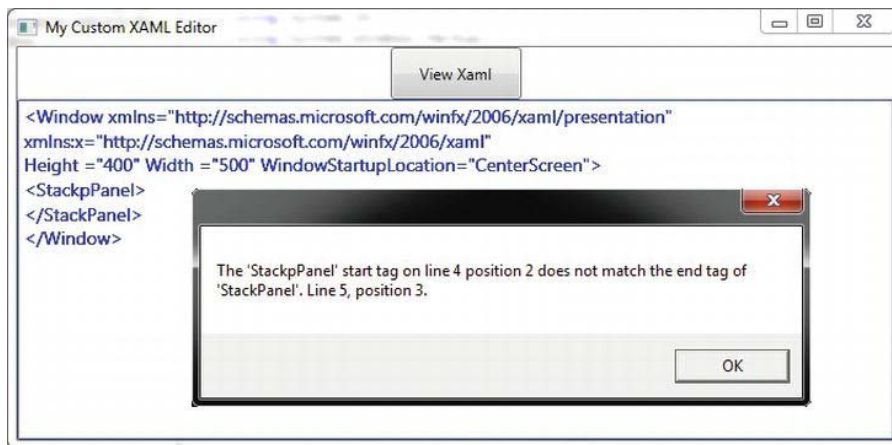 My Custom XAML Editor
View Xaml
<Window xmlns="http://schemas.microsoft.com/winfx/2006/xaml/presentation"
xmlns:x="http://schemas.microsoft.com/winfx/2006/xaml"
Height ="400" Width ="500" WindowStartupLocation="CenterScreen">
<StackpPanel>
</StackPanel>
</Window>
The 'StackpPanel' start tag on line 4 position 2 does not match the end tag of
'StackPanel'. Line 5, position 3.
OK